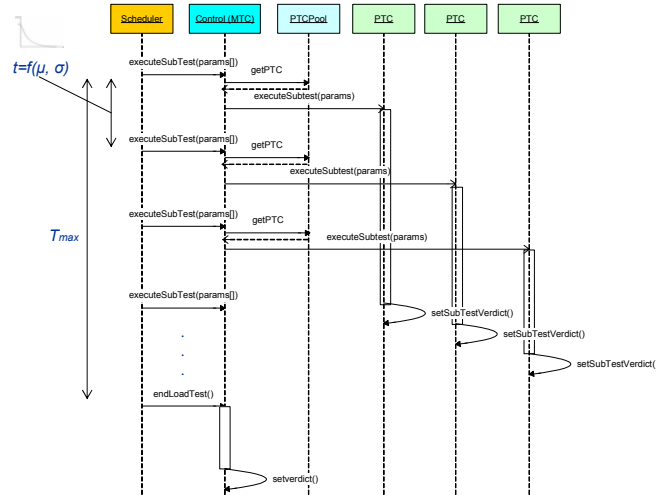 Scheduler
Control (MTC)
PTCPool
PTC
PTC
PTC
t=f(μ, σ)
executeSubTest(params[])
getPTC
executeSubtest(params)
executeSubTest(params[])
getPTC
executeSubtest(params)
executeSubTest(params[])
getPTC
executeSubtest(params)
Tmax
executeSubTest(params[])
setSubTestVerdict()
setSubTestVerdict()
setSubTestVerdict(
.
.
.
endLoadTest()
setverdict()